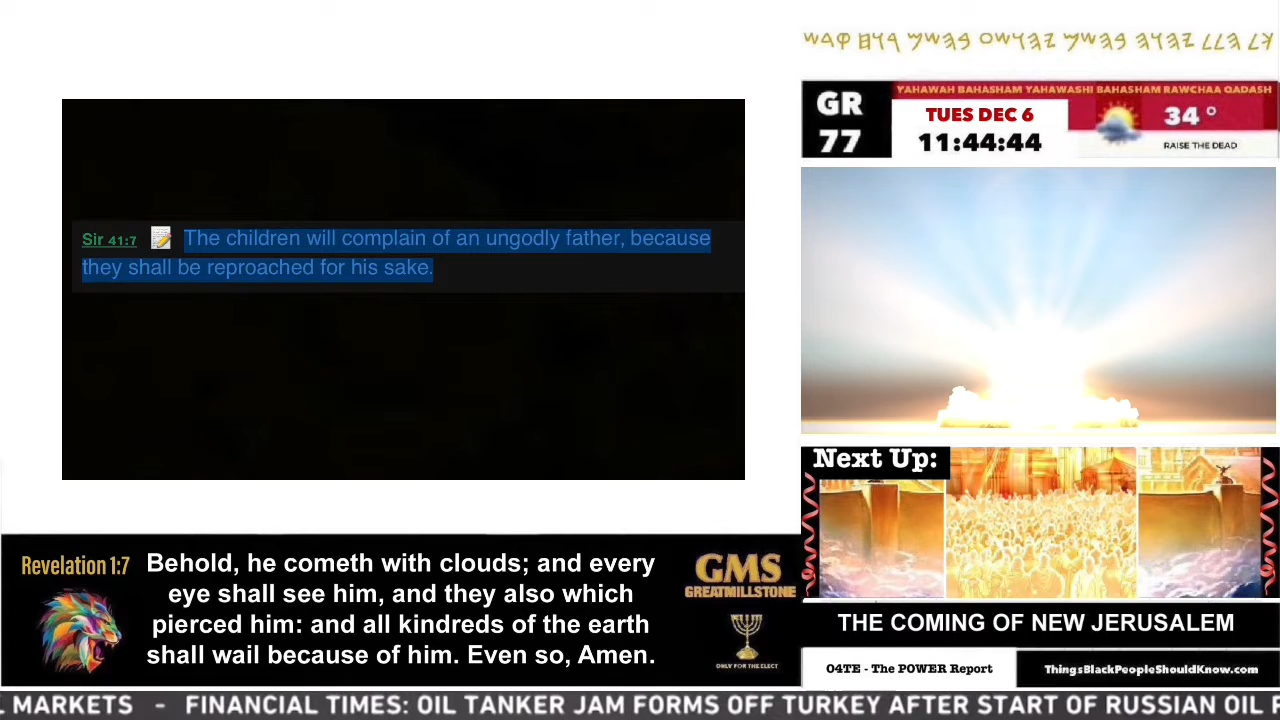 GR
77
YAHAWAH BAHASHAM YAHAWASHI BAHASHAM RAWCHAA QADASH
TUES DEC 6
11:44:44
34°
RAISE THE DEAD
Sir 41:7 The children will complain of an ungodly father, because
they shall be reproached for his sake.
Next Up:
Revelation 1:7
Behold, he cometh with clouds; and every
eye shall see him, and they also which
pierced him: and all kindreds of the earth
shall wail because of him. Even so, Amen.
GMS
GREATMILLSTONE
ONLY FOR THE ELECT
THE COMING OF NEW JERUSALEM
04TE - The POWER Report
ThingsBlackPeopleShouldKnow.com
MARKETS - FINANCIAL TIMES: OIL TANKER JAM FORMS OFF TURKEY AFTER START OF RUSSIAN OIL